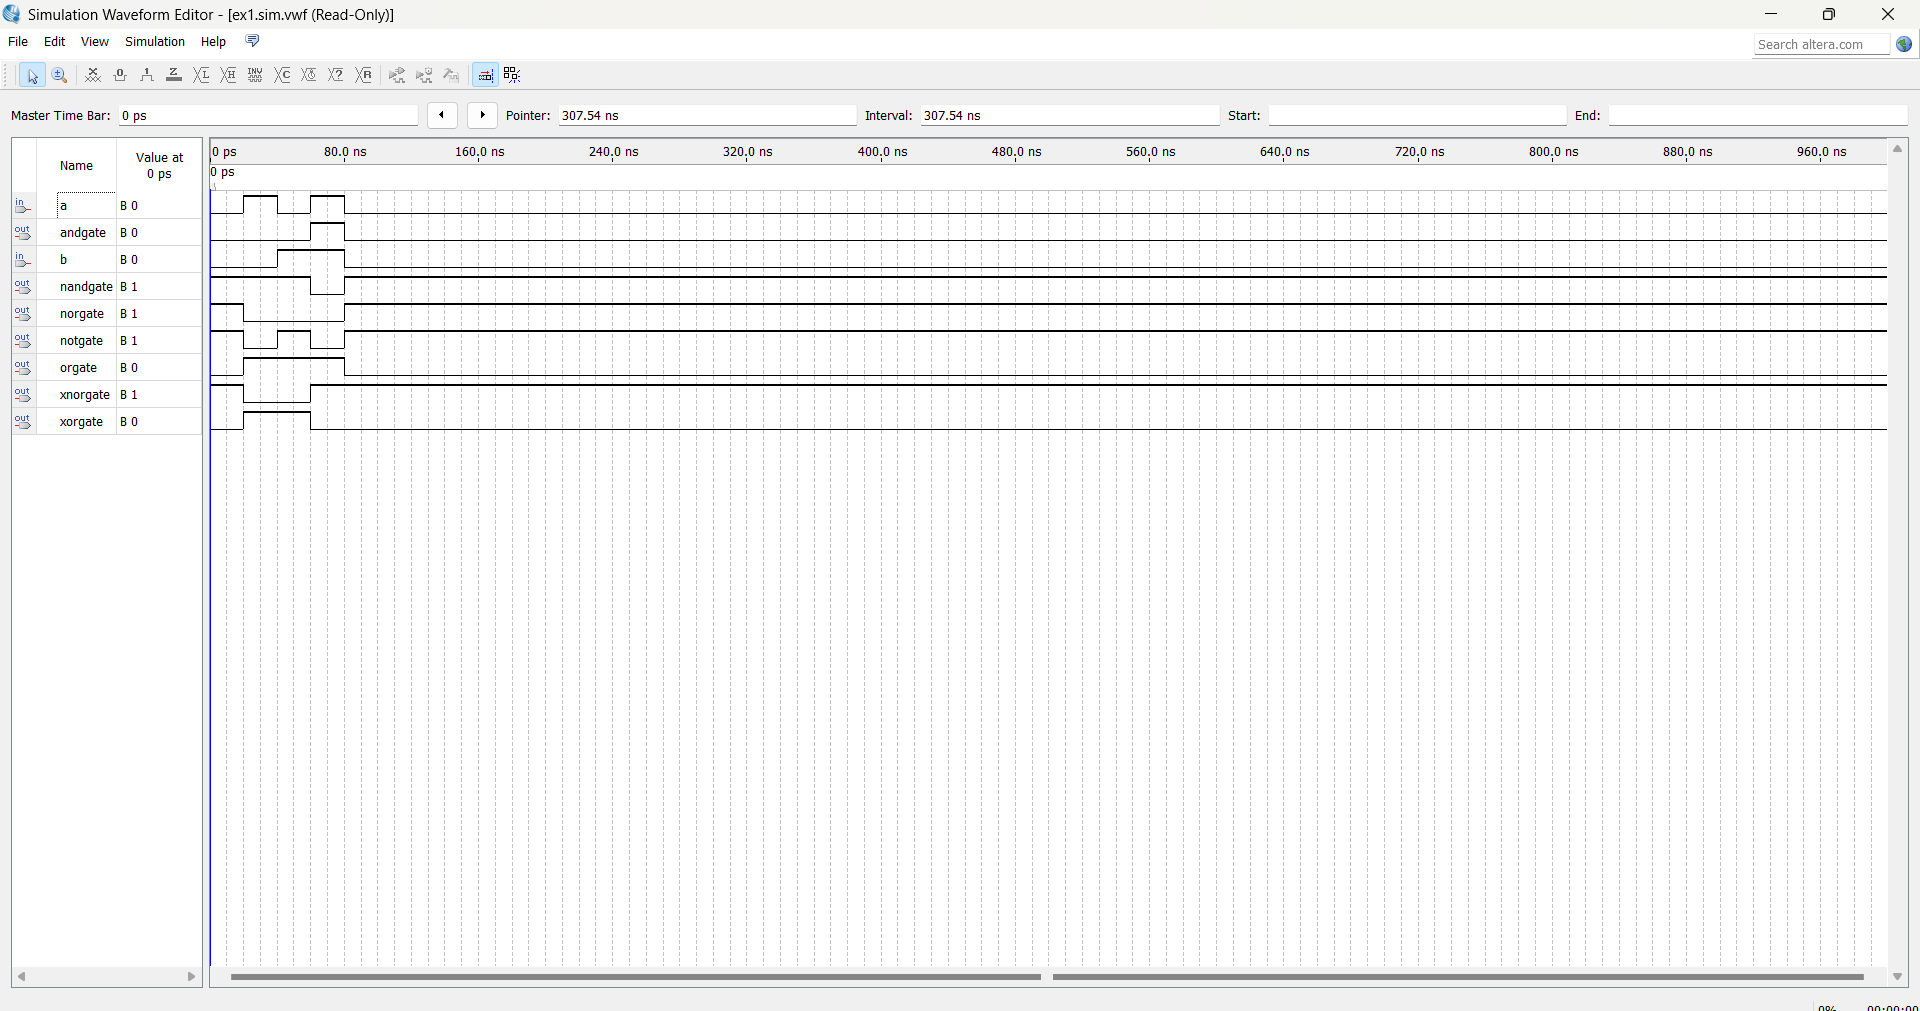 Simulation Waveform Editor - [ex1.sim.vwf (Read-Only)]
File Edit View Simulation Help
Search altera.com
Master Time Bar: 0 ps Pointer: 307.54 ns Interval: 307.54 ns Start: End:
Name Value at 0 ps
0 ps 80.0 ns 160.0 ns 240.0 ns 320.0 ns 400.0 ns 480.0 ns 560.0 ns 640.0 ns 720.0 ns 800.0 ns 880.0 ns 960.0 ns
0 ps
in a B 0
out andgate B 0
in b B 0
out nandgate B 1
out norgate B 1
out notgate B 1
out orgate B 0
out xnorgate B 1
out xorgate B 0
0% 00:00:00